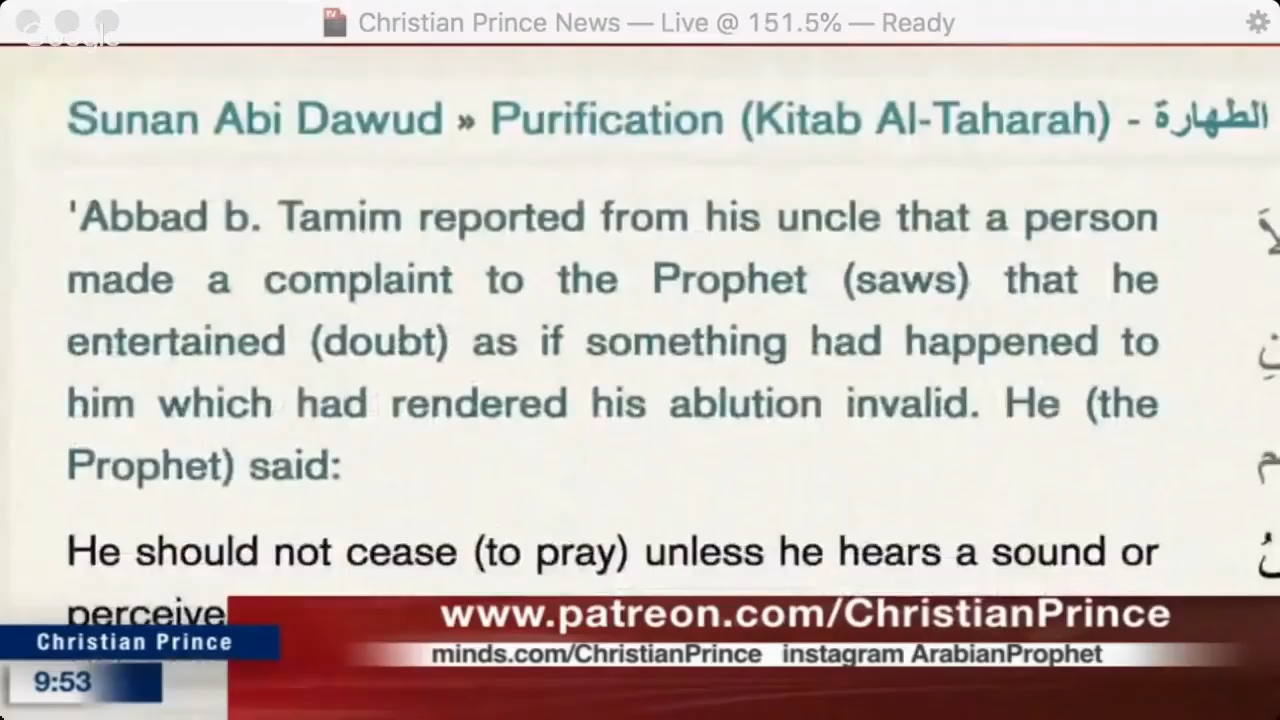 Christian Prince News — Live @ 151.5% — Ready
Google
Sunan Abi Dawud » Purification (Kitab Al-Taharah) - الطهارة
'Abbad b. Tamim reported from his uncle that a person
made a complaint to the Prophet (saws) that he
entertained (doubt) as if something had happened to
him which had rendered his ablution invalid. He (the
Prophet) said:
He should not cease (to pray) unless he hears a sound or
perceive
www.patreon.com/ChristianPrince
Christian Prince
minds.com/ChristianPrince instagram ArabianProphet
9:53